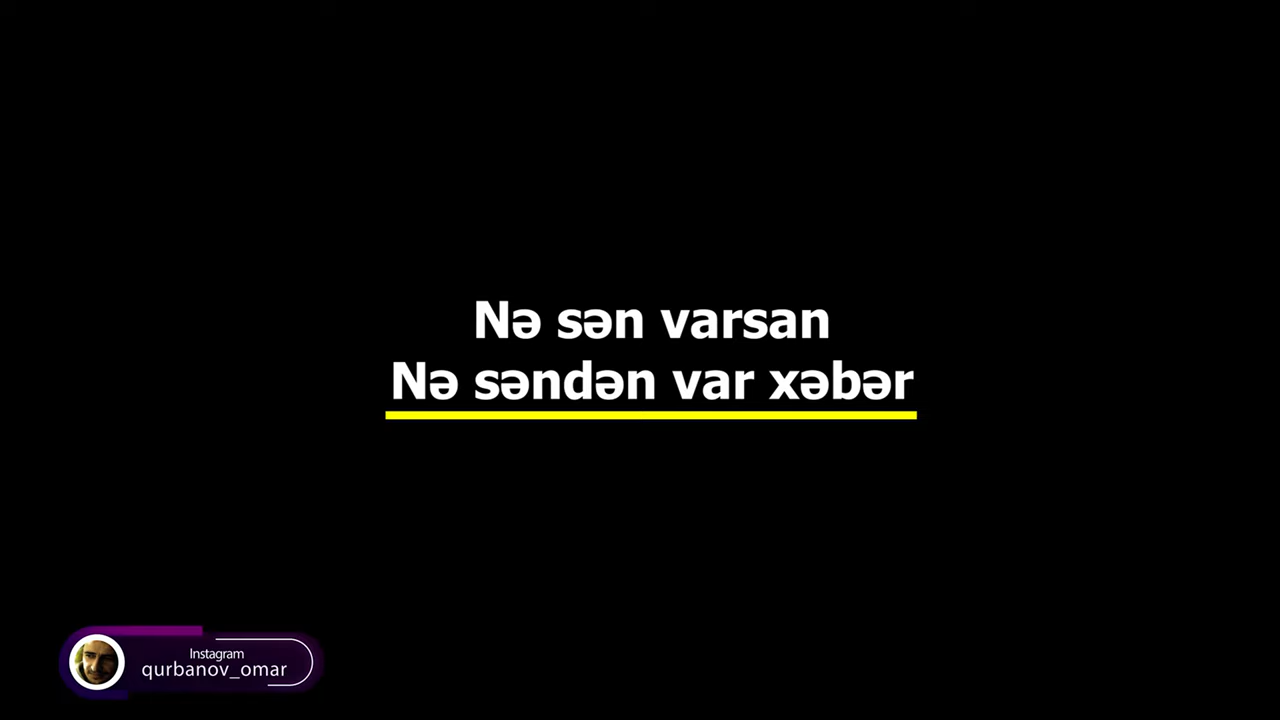 Nə sən varsan
Nə səndən var xəbər
Instagram
qurbanov_omar